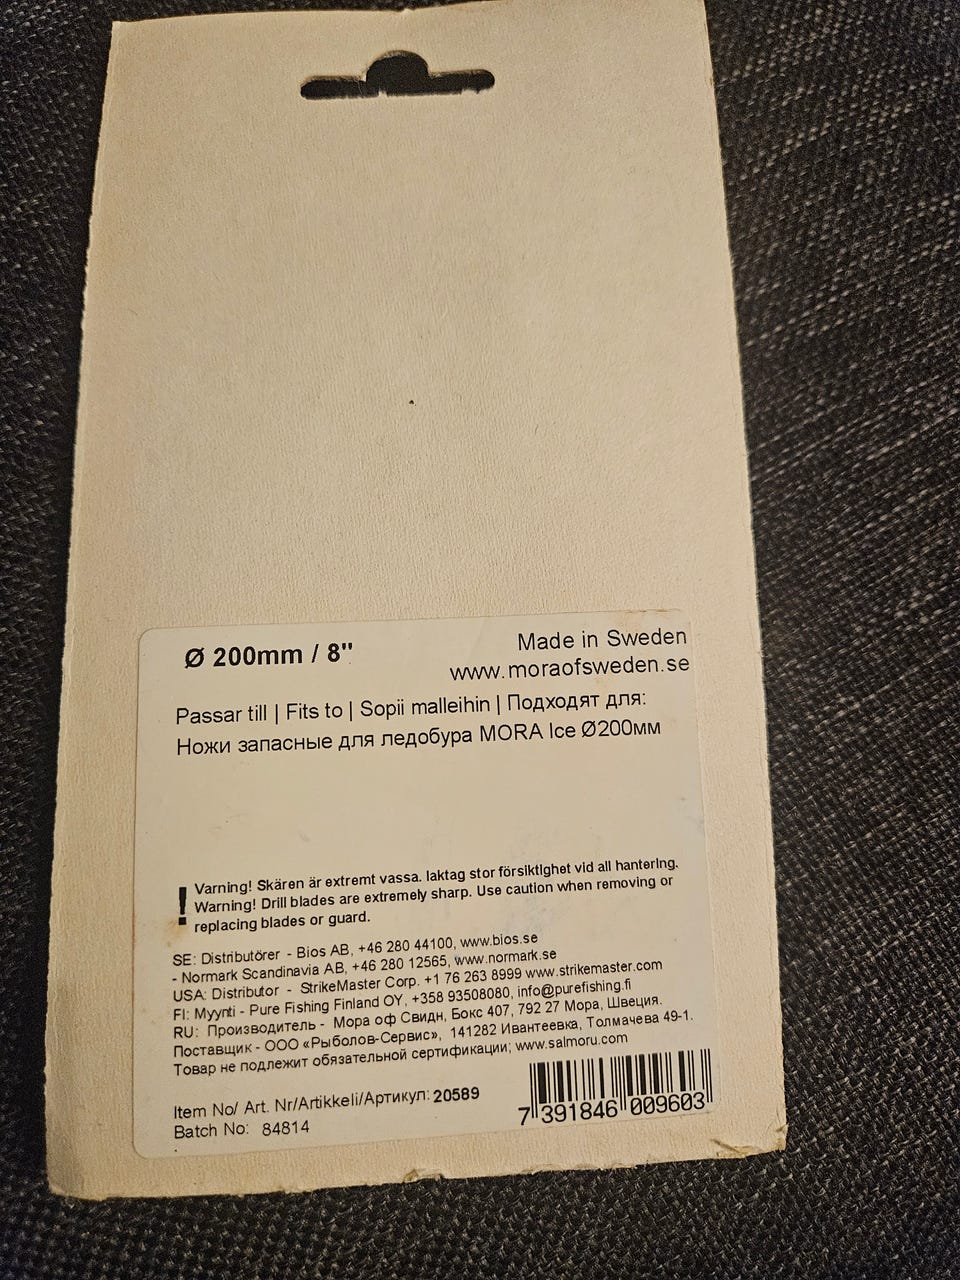 Ø 200mm / 8"
Made in Sweden
www.moraofsweden.se
Passar till | Fits to | Sopii malleihin | Подходят для:
Ножи запасные для ледобура MORA Ice Ø200мм
! Varning! Skären är extremt vassa. Iaktag stor försiktighet vid all hantering.
Warning! Drill blades are extremely sharp. Use caution when removing or
replacing blades or guard.
SE: Distributörer - Bios AB, +46 280 44100, www.bios.se
- Normark Scandinavia AB, +46 280 12565, www.normark.se
USA: Distributor - StrikeMaster Corp. +1 76 263 8999 www.strikemaster.com
FI: Myynti - Pure Fishing Finland OY, +358 93508080, info@purefishing.fi
RU: Производитель - Мора оф Свидн, Бокс 407, 792 27 Мора, Швеция.
Поставщик - ООО «Рыболов-Сервис», 141282 Ивантеевка, Толмачева 49-1.
Товар не подлежит обязательной сертификации; www.salmoru.com
Item No/ Art. Nr/Artikkeli/Артикул: 20589
Batch No: 84814
7 391846 009603